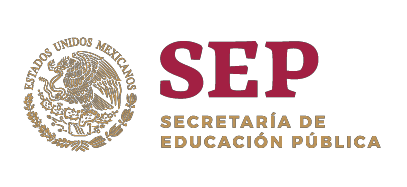 ESTADOS UNIDOS MEXICANOS
SEP
SECRETARÍA DE
EDUCACIÓN PÚBLICA